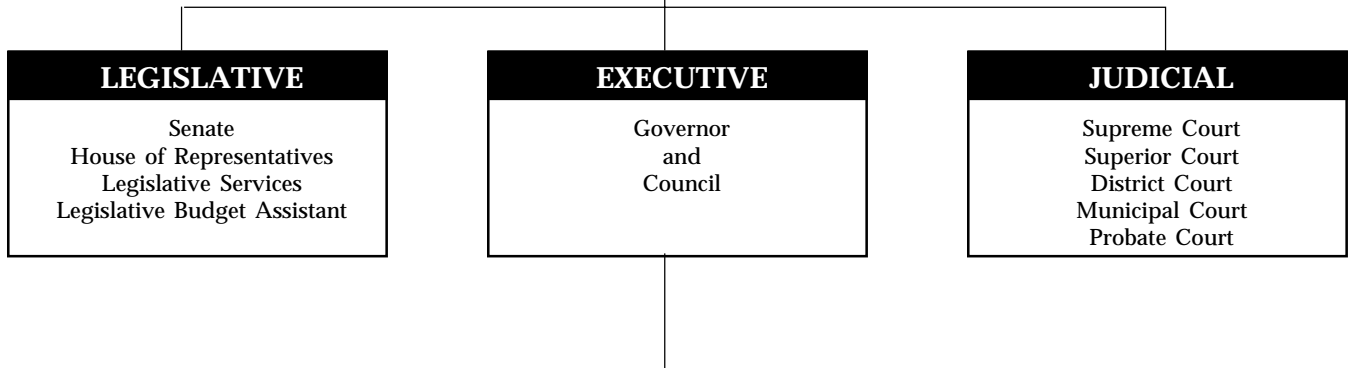 LEGISLATIVE
Senate
House of Representatives
Legislative Services
Legislative Budget Assistant
EXECUTIVE
Governor
and
Council
JUDICIAL
Supreme Court
Superior Court
District Court
Municipal Court
Probate Court